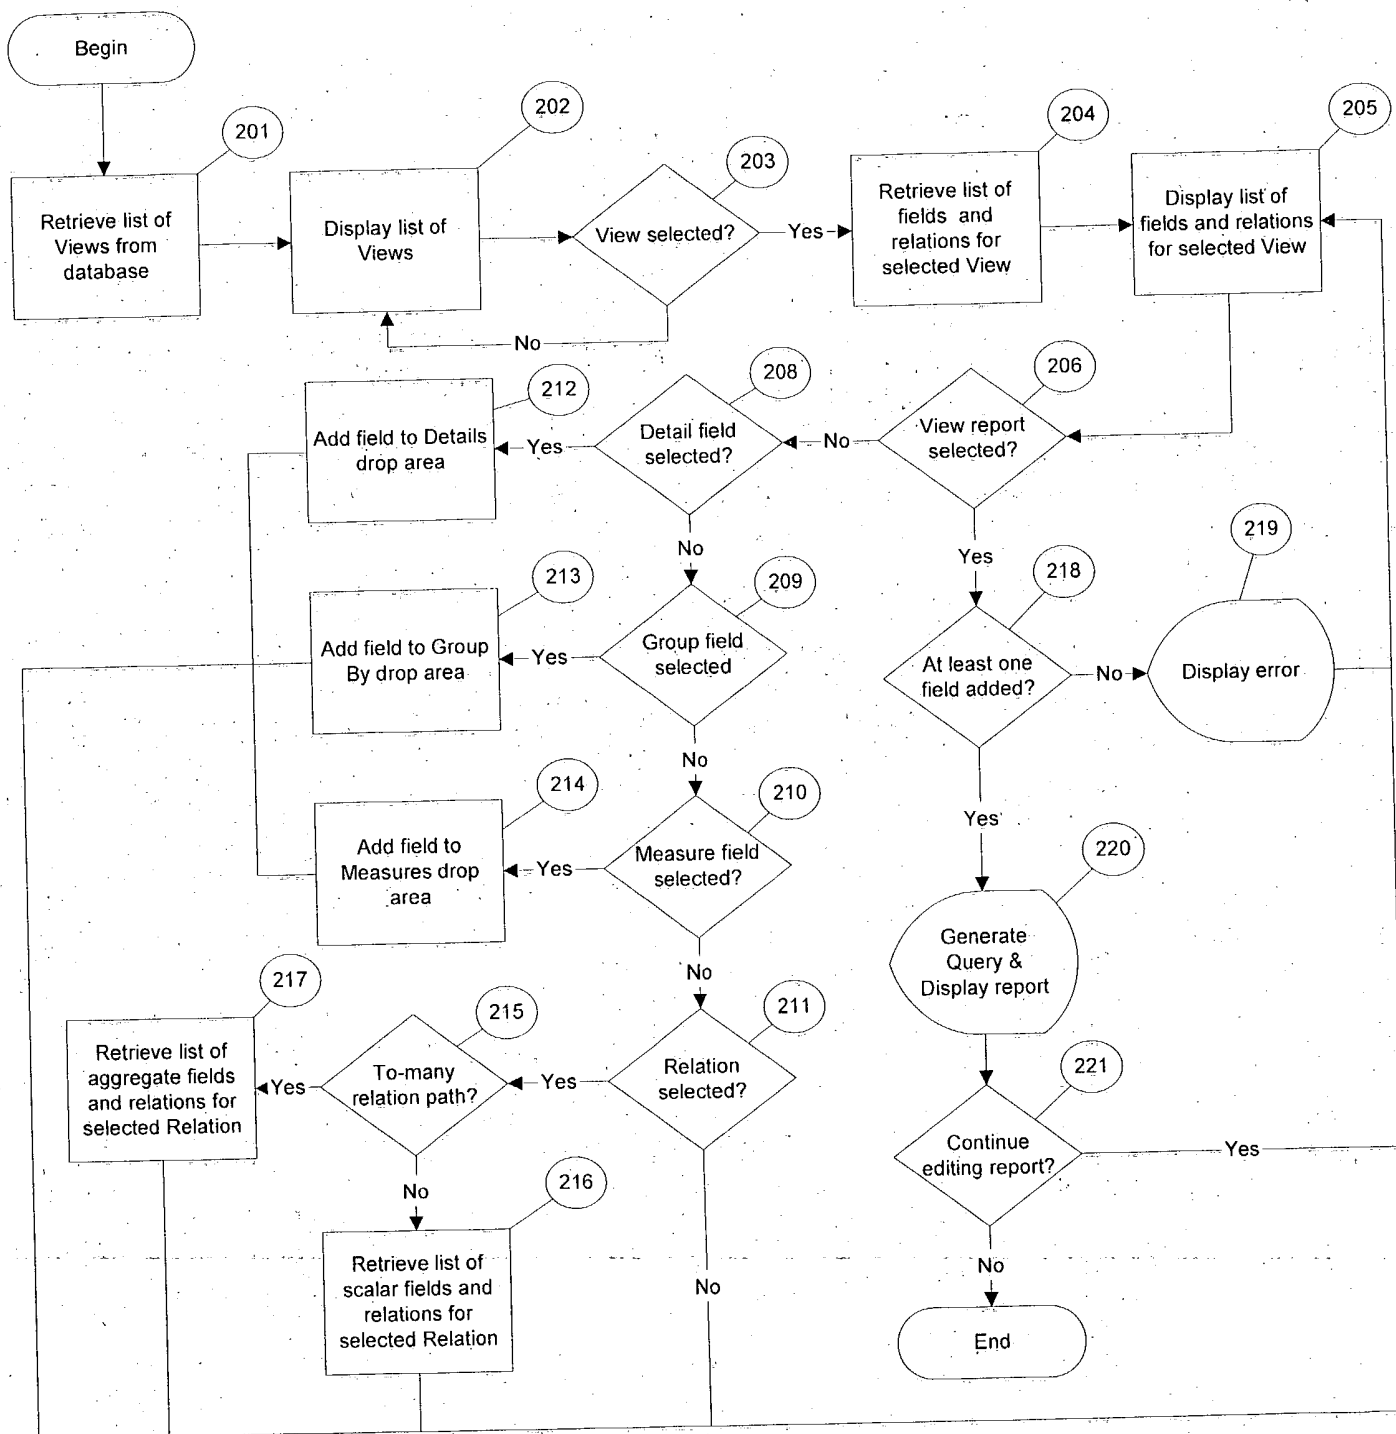 Begin
201
202
203
204
205
Retrieve list of
Views from
database
Display list of
Views
View selected?
Yes
Retrieve list of
fields and
relations for
selected View
Display list of
fields and relations
for selected View
No
212
208
206
Add field to Details
drop area
Yes
Detail field
selected?
No
View report
selected?
No
Yes
219
213
209
218
Add field to Group
By drop area
Yes
Group field
selected
At least one
field added?
No
Display error
No
214
210
Yes
220
Add field to
Measures drop
area
Yes
Measure field
selected?
Generate
Query &
Display report
No
217
215
211
221
Retrieve list of
aggregate fields
and relations for
selected Relation
Yes
To-many
relation path?
Yes
Relation
selected?
Continue
editing report?
Yes
No
216
No
Retrieve list of
scalar fields and
relations for
selected Relation
No
End